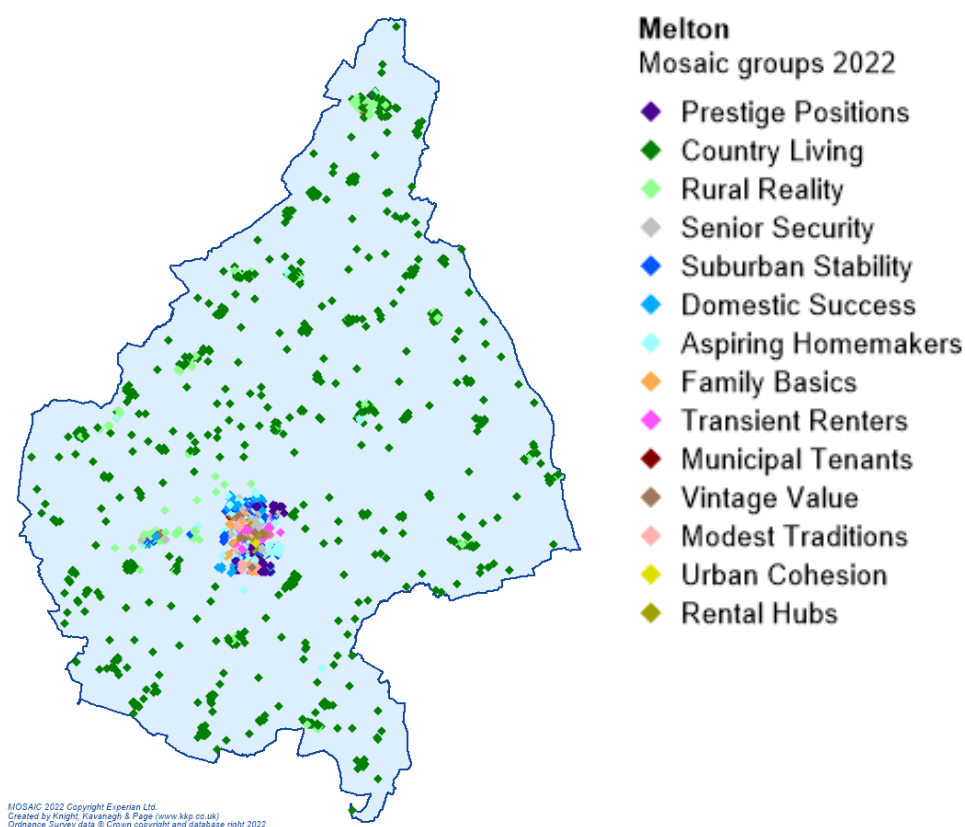 Melton
Mosaic groups 2022
Prestige Positions
Country Living
Rural Reality
Senior Security
Suburban Stability
Domestic Success
Aspiring Homemakers
Family Basics
Transient Renters
Municipal Tenants
Vintage Value
Modest Traditions
Urban Cohesion
Rental Hubs
MOSAIC 2022 Copyright Experian Ltd.
Created by Knight, Kavanagh & Page (www.kkp.co.uk)
Ordnance Survey data ® Crown copyright and database right 2022.